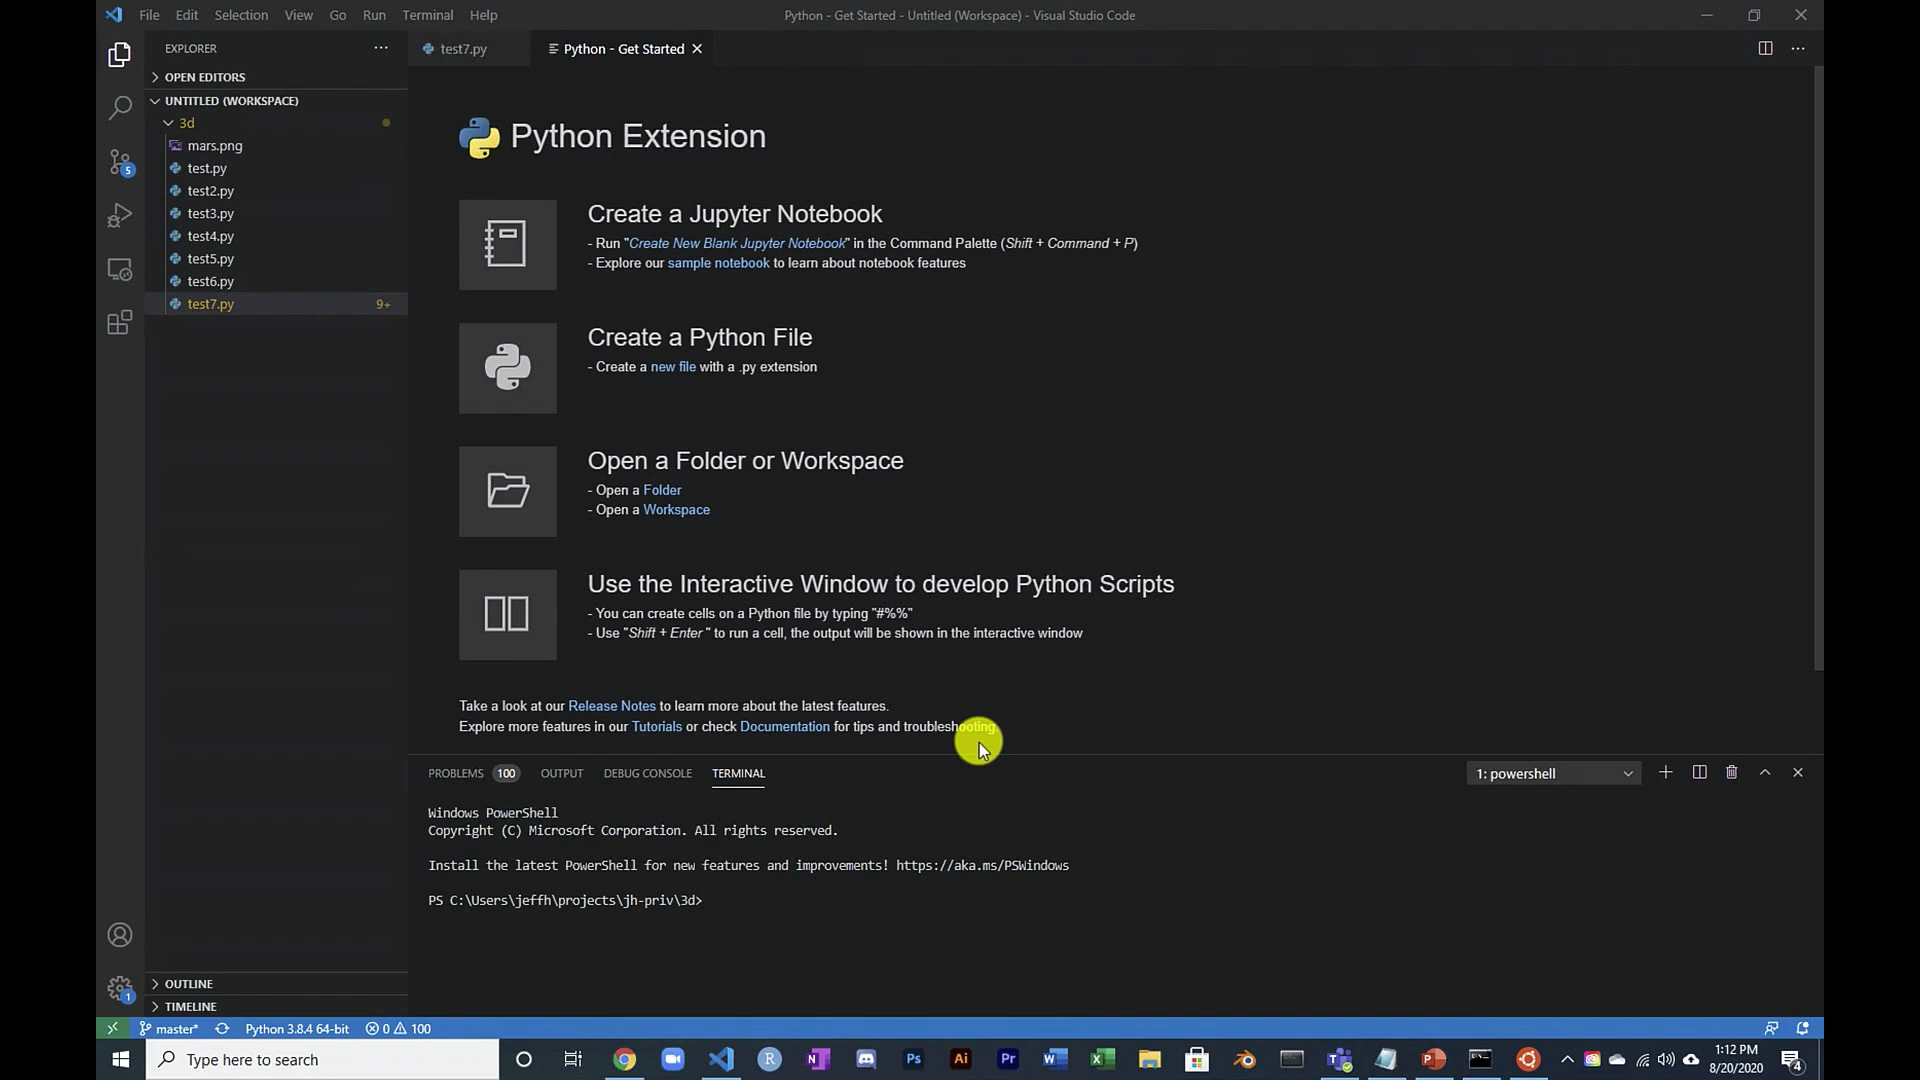 File Edit Selection View Go Run Terminal Help
Python - Get Started - Untitled (Workspace) - Visual Studio Code
EXPLORER
test7.py
Python - Get Started
OPEN EDITORS
UNTITLED (WORKSPACE)
3d
mars.png
test.py
test2.py
test3.py
test4.py
test5.py
test6.py
test7.py 9+
5
Python Extension
Create a Jupyter Notebook
- Run "Create New Blank Jupyter Notebook" in the Command Palette (Shift + Command + P)
- Explore our sample notebook to learn about notebook features
Create a Python File
- Create a new file with a .py extension
Open a Folder or Workspace
- Open a Folder
- Open a Workspace
Use the Interactive Window to develop Python Scripts
- You can create cells on a Python file by typing "#%%"
- Use "Shift + Enter " to run a cell, the output will be shown in the interactive window
Take a look at our Release Notes to learn more about the latest features.
Explore more features in our Tutorials or check Documentation for tips and troubleshooting.
PROBLEMS 100 OUTPUT DEBUG CONSOLE TERMINAL
1: powershell
Windows PowerShell
Copyright (C) Microsoft Corporation. All rights reserved.
Install the latest PowerShell for new features and improvements! https://aka.ms/PSWindows
PS C:\Users\jeffh\projects\jh-priv\3d>
OUTLINE
1
TIMELINE
master* Python 3.8.4 64-bit 0 100
Type here to search
R
N
Ps
Ai
Pr
W
X
T
P
1:12 PM
8/20/2020
4